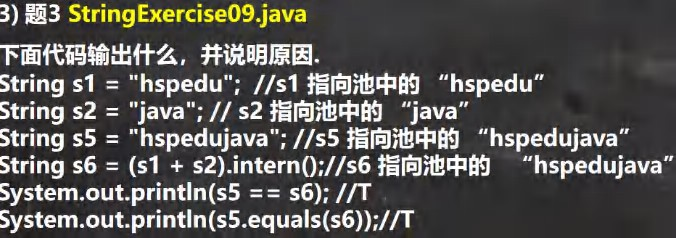 3) 题3 StringExercise09.java
下面代码输出什么，并说明原因.
String s1 = "hspedu";  //s1 指向池中的 “hspedu”
String s2 = "java"; // s2 指向池中的 “java”
String s5 = "hspedujava"; //s5 指向池中的 “hspedujava”
String s6 = (s1 + s2).intern();//s6 指向池中的   “hspedujava”
System.out.println(s5 == s6); //T
System.out.println(s5.equals(s6));//T